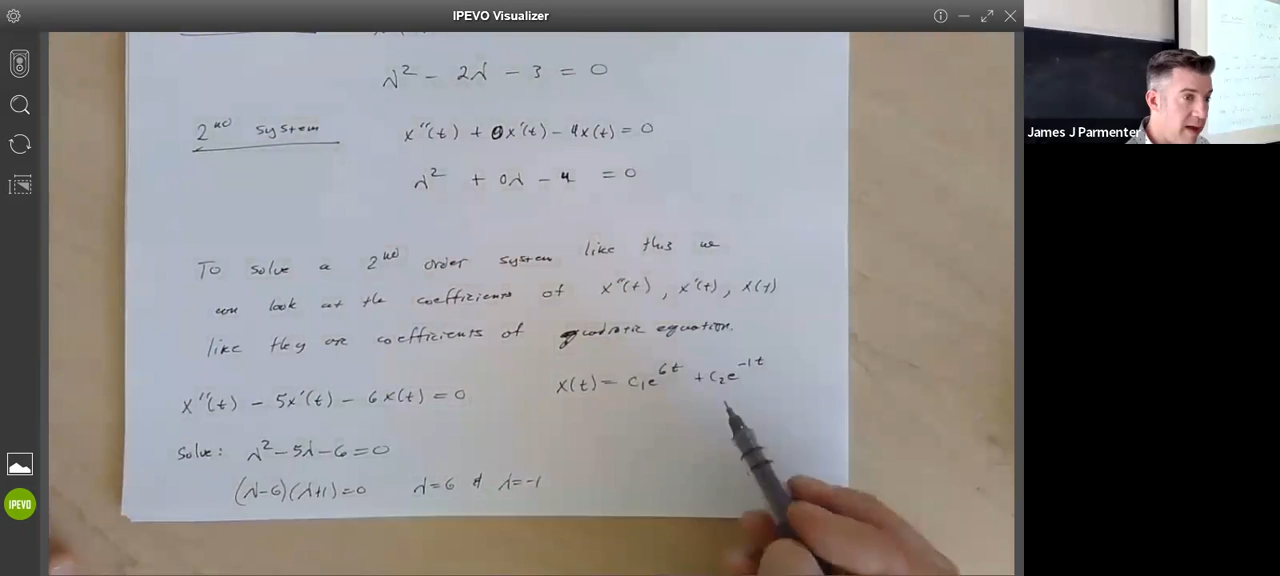 IPEVO Visualizer
λ² - 2λ - 3 = 0
2nd system x''(t) + 0x'(t) - 4x(t) = 0
λ² + 0λ - 4 = 0
To solve a 2nd order system like this we
can look at the coefficients of x''(t), x'(t), x(t)
like they are coefficients of quadratic equation.
x''(t) - 5x'(t) - 6x(t) = 0
x(t) = c₁e^6t + c₂e^-1t
Solve: λ² - 5λ - 6 = 0
(λ-6)(λ+1) = 0 λ=6 & λ=-1
James J Parmenter
IPEVO